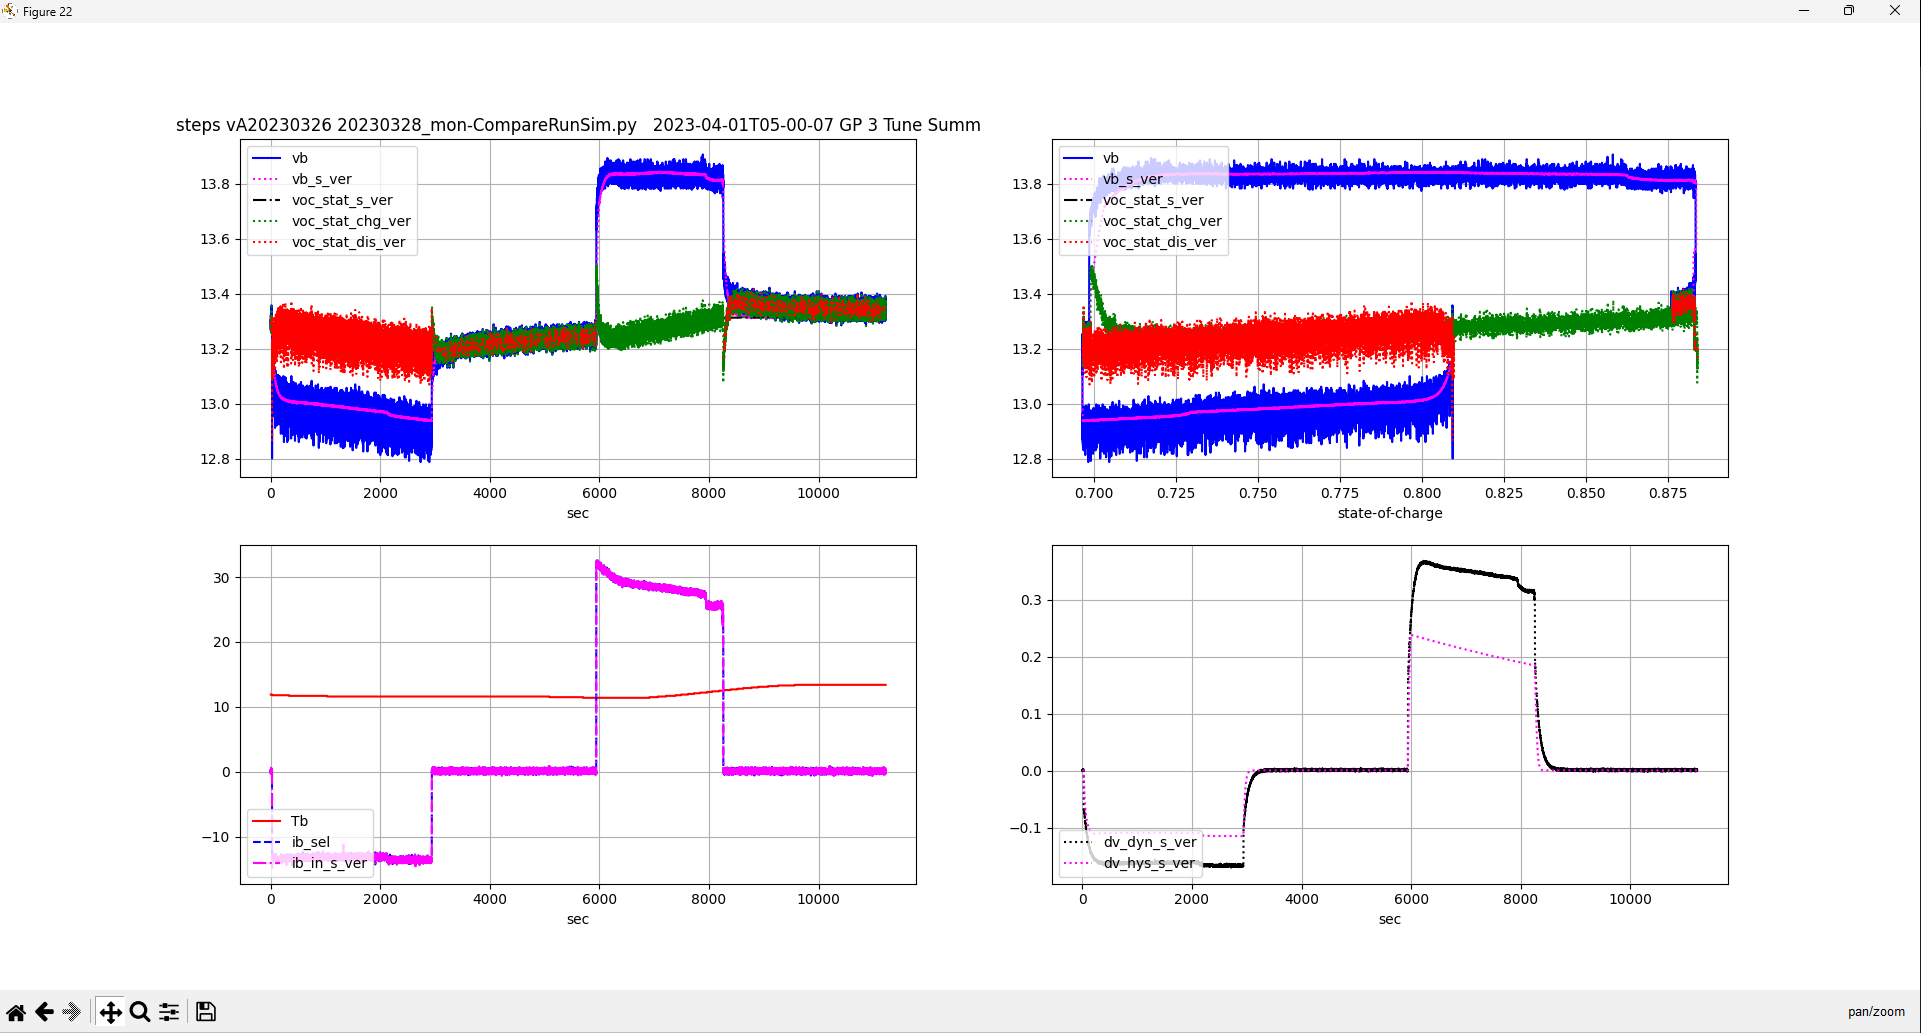 Figure 22
steps vA20230326 20230328_mon-CompareRunSim.py   2023-04-01T05-00-07 GP 3 Tune Summ
vb
vb_s_ver
voc_stat_s_ver
voc_stat_chg_ver
voc_stat_dis_ver
13.8
13.6
13.4
13.2
13.0
12.8
0 2000 4000 6000 8000 10000
sec
vb
vb_s_ver
voc_stat_s_ver
voc_stat_chg_ver
voc_stat_dis_ver
13.8
13.6
13.4
13.2
13.0
12.8
0.700 0.725 0.750 0.775 0.800 0.825 0.850 0.875
state-of-charge
30
20
10
0
−10
Tb
ib_sel
ib_in_s_ver
0 2000 4000 6000 8000 10000
sec
0.3
0.2
0.1
0.0
−0.1
dv_dyn_s_ver
dv_hys_s_ver
0 2000 4000 6000 8000 10000
sec
pan/zoom